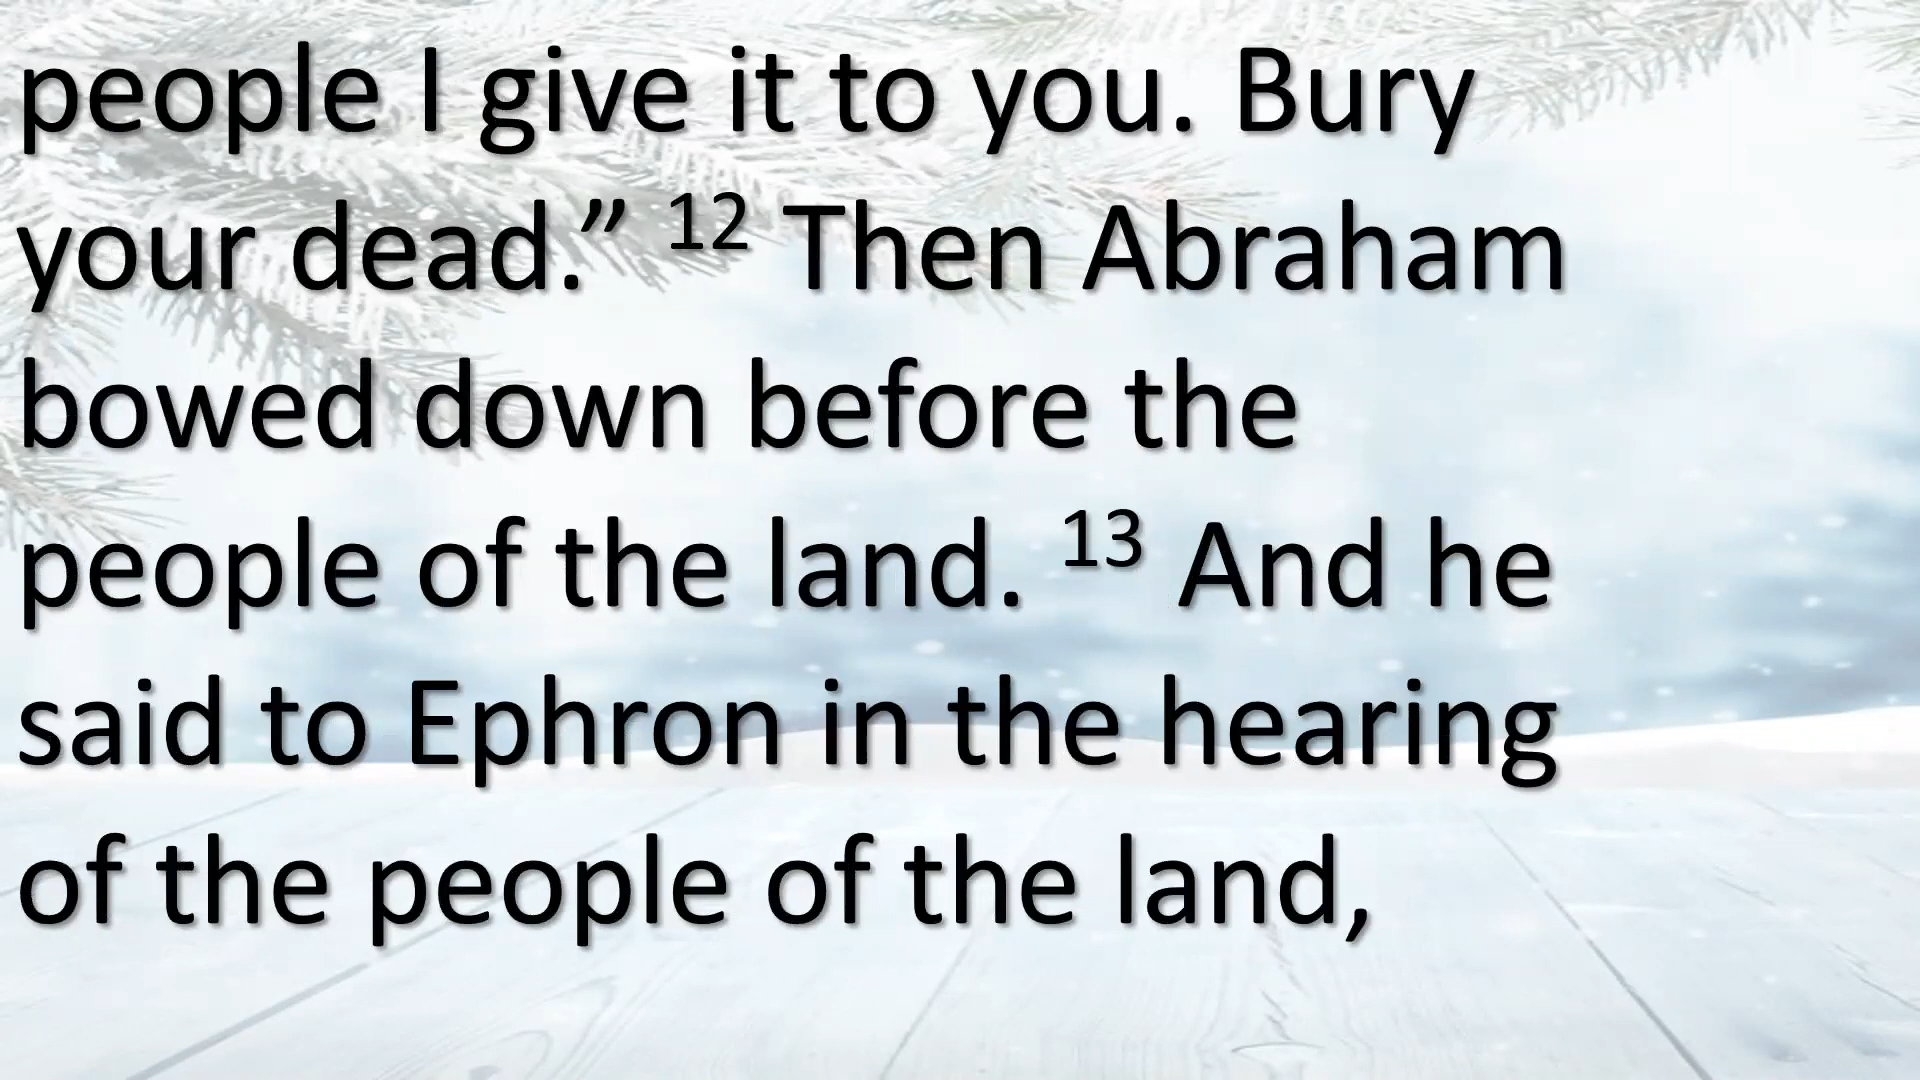 people I give it to you. Bury
your dead.” 12 Then Abraham
bowed down before the
people of the land. 13 And he
said to Ephron in the hearing
of the people of the land,